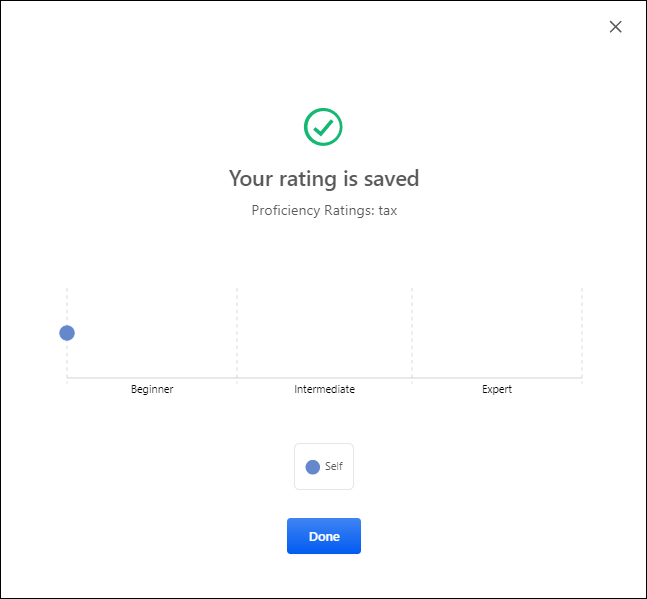 Your rating is saved
Proficiency Ratings: tax
Beginner Intermediate Expert
Self
Done